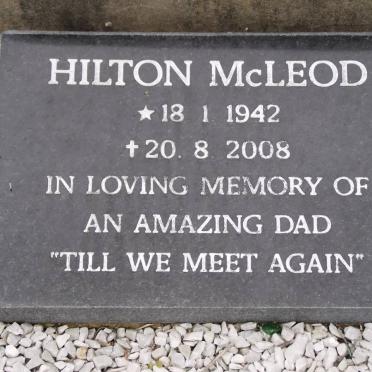 HILTON McLEOD
★ 18 1 1942
✝ 20. 8 2008
IN LOVING MEMORY OF
AN AMAZING DAD
"TILL WE MEET AGAIN"